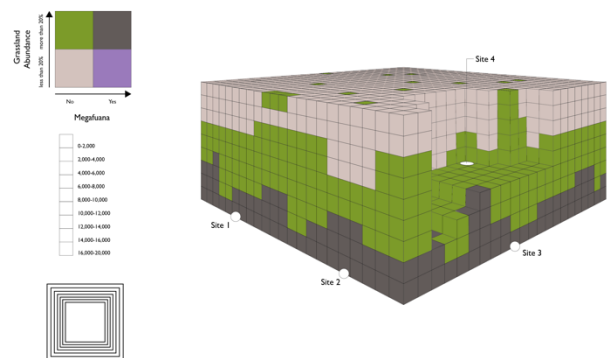 Grassland
Abundance
less than 20%
more than 20%
No
Yes
Megafuana
0-2,000
2,000-4,000
4,000-6,000
6,000-8,000
8,000-10,000
10,000-12,000
12,000-14,000
14,000-16,000
16,000-20,000
Site 4
Site 1
Site 2
Site 3